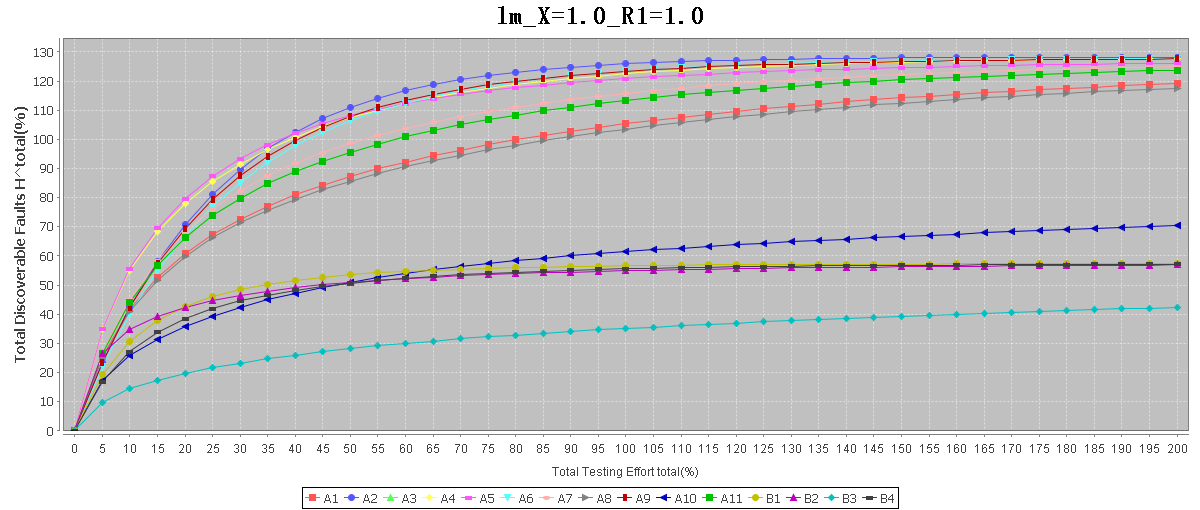 lm_X=1.0_R1=1.0
Total Discoverable Faults H^total(%)
130
120
110
100
90
80
70
60
50
40
30
20
10
0
0 5 10 15 20 25 30 35 40 45 50 55 60 65 70 75 80 85 90 95 100 105 110 115 120 125 130 135 140 145 150 155 160 165 170 175 180 185 190 195 200
Total Testing Effort total(%)
A1 A2 A3 A4 A5 A6 A7 A8 A9 A10 A11 B1 B2 B3 B4